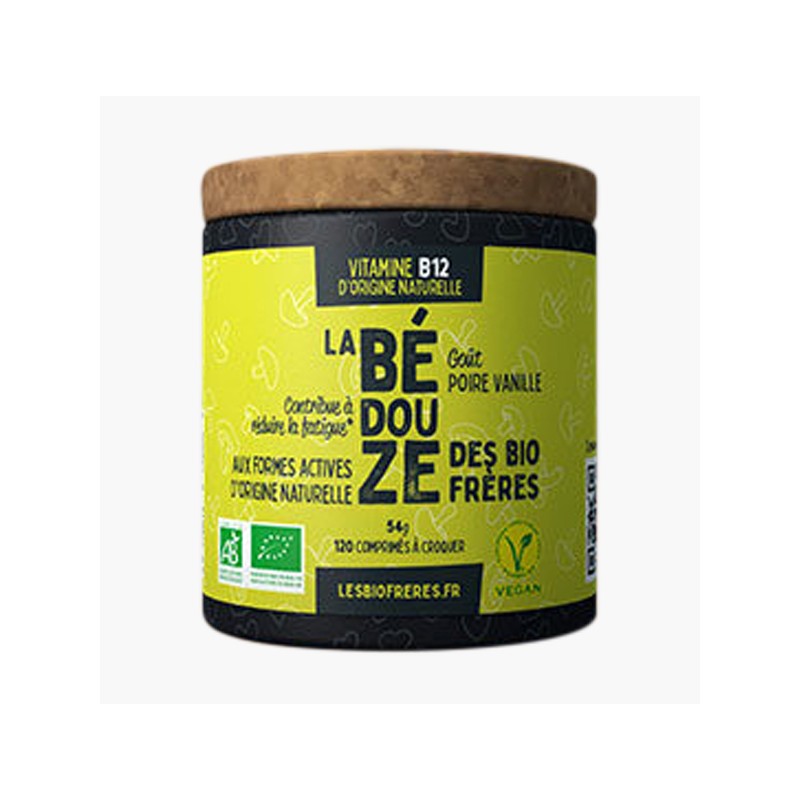 VITAMINE B12
D'ORIGINE NATURELLE
LA
BÉ
DOU
ZE
Goût
POIRE VANILLE
Contribue à
réduire la fatigue*
AUX FORMES ACTIVES
D'ORIGINE NATURELLE
DES BIO
FRÈRES
54g
120 COMPRIMÉS À CROQUER
AB
VEGAN
LESBIOFRERES.FR